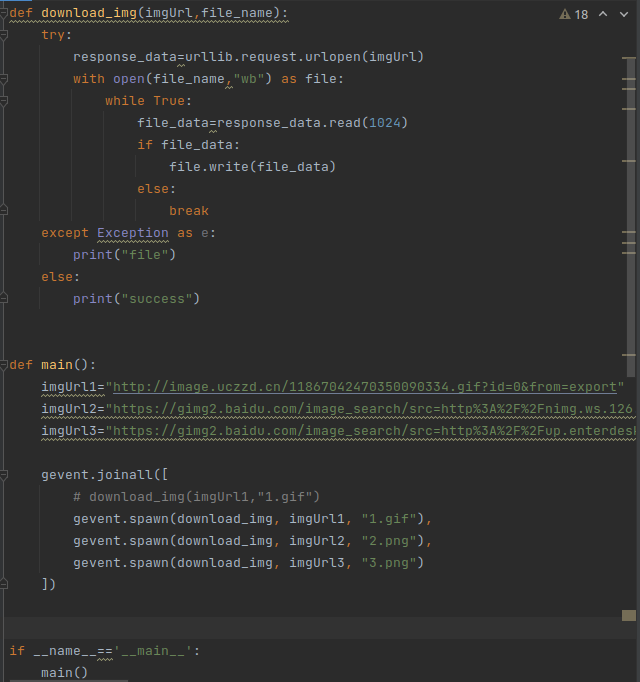 def download_img(imgUrl,file_name):
18
    try:
        response_data=urllib.request.urlopen(imgUrl)
        with open(file_name,"wb") as file:
            while True:
                file_data=response_data.read(1024)
                if file_data:
                    file.write(file_data)
                else:
                    break
    except Exception as e:
        print("file")
    else:
        print("success")
def main():
    imgUrl1="http://image.uczzd.cn/11867042470350090334.gif?id=0&from=export"
    imgUrl2="https://gimg2.baidu.com/image_search/src=http%3A%2F%2Fnimg.ws.126
    imgUrl3="https://gimg2.baidu.com/image_search/src=http%3A%2F%2Fup.enterdesk
    gevent.joinall([
        # download_img(imgUrl1,"1.gif")
        gevent.spawn(download_img, imgUrl1, "1.gif"),
        gevent.spawn(download_img, imgUrl2, "2.png"),
        gevent.spawn(download_img, imgUrl3, "3.png")
    ])
if __name__=='__main__':
    main()